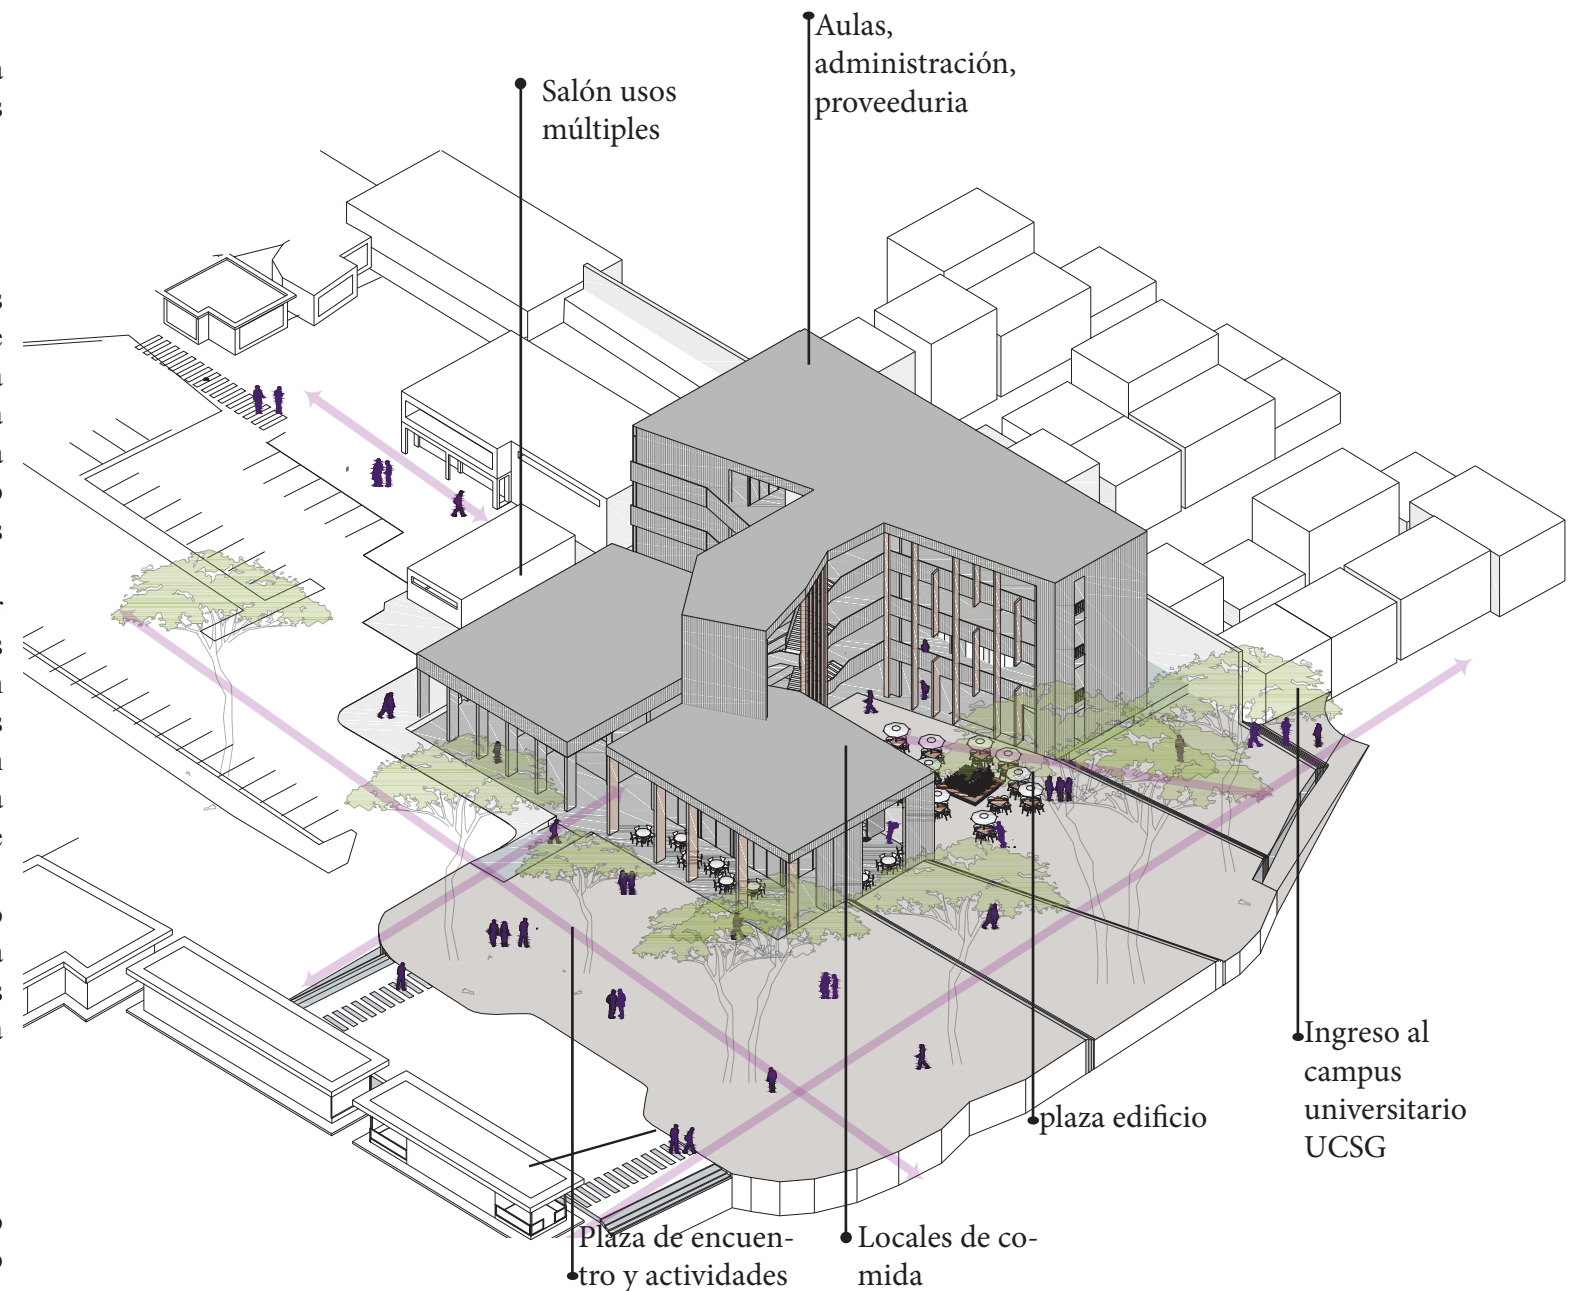 Aulas,
administración,
proveeduria
Salón usos
múltiples
Ingreso al
campus
universitario
UCSG
plaza edificio
Plaza de encuen-
tro y actividades
Locales de co-
mida